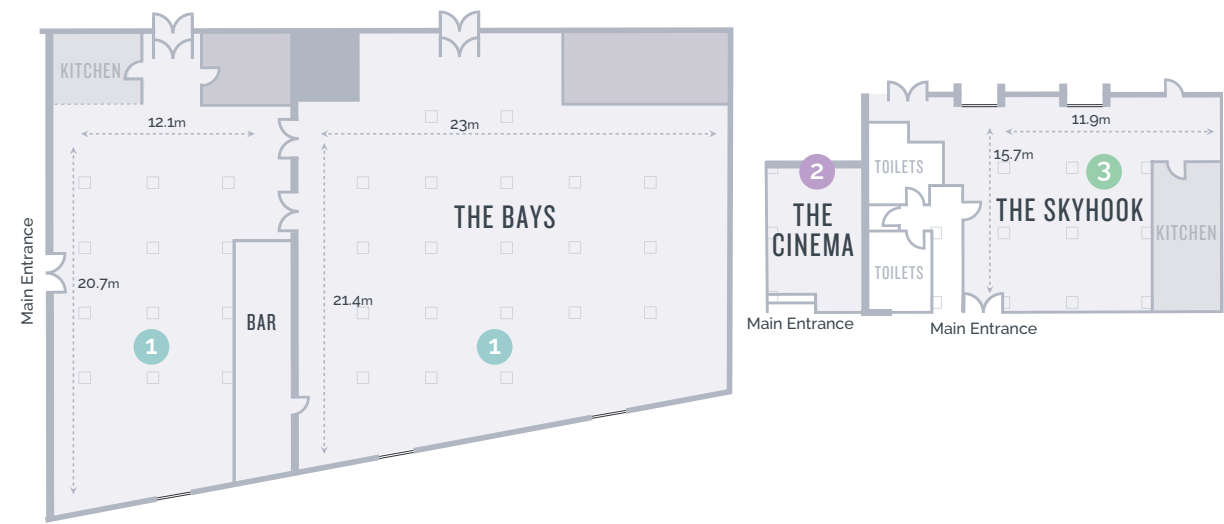 KITCHEN
12.1m
20.7m
Main Entrance
1
BAR
23m
THE BAYS
21.4m
1
2
THE
CINEMA
Main Entrance
TOILETS
TOILETS
11.9m
15.7m
3
THE SKYHOOK
KITCHEN
Main Entrance